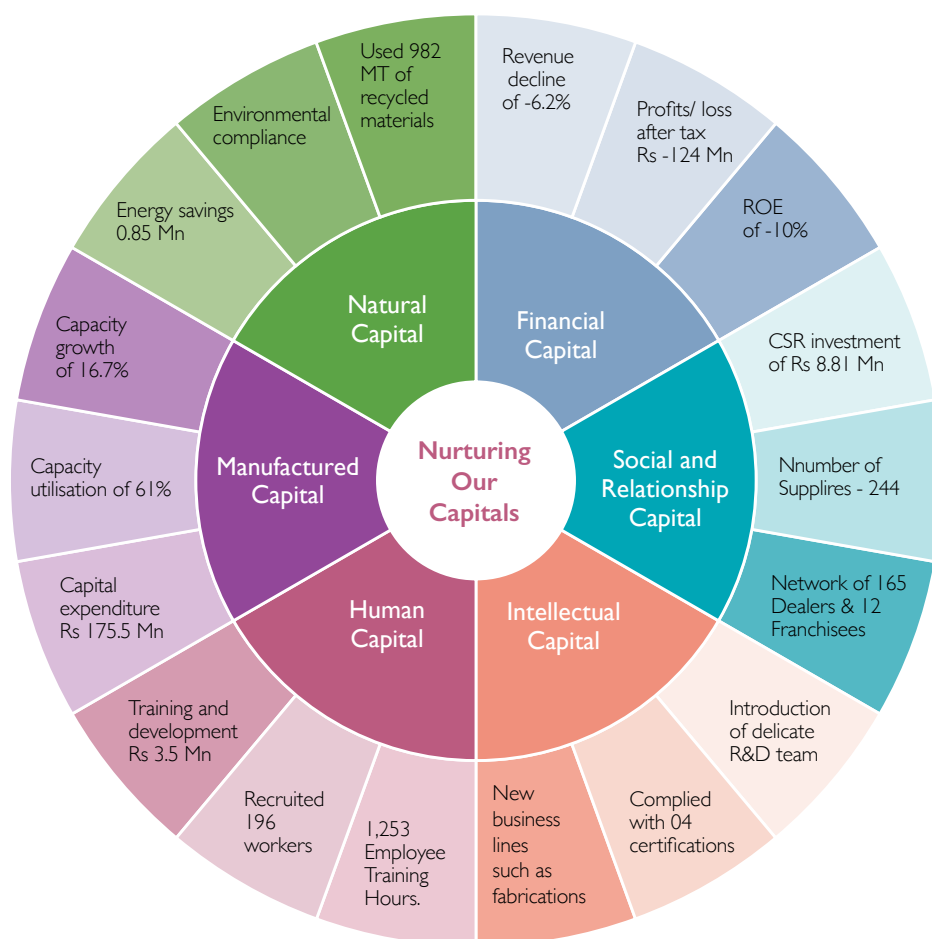 Nurturing
Our
Capitals
Financial
Capital
Revenue
decline
of -6.2%
Profits/ loss
after tax
Rs -124 Mn
ROE
of -10%
Social and
Relationship
Capital
CSR investment
of Rs 8.81 Mn
Nnumber of
Supplires - 244
Network of 165
Dealers & 12
Franchisees
Intellectual
Capital
Introduction
of delicate
R&D team
Complied
with 04
certifications
New
business
lines
such as
fabrications
Human
Capital
1,253
Employee
Training
Hours.
Recruited
196
workers
Training and
development
Rs 3.5 Mn
Manufactured
Capital
Capital
expenditure
Rs 175.5 Mn
Capacity
utilisation of 61%
Capacity
growth
of 16.7%
Natural
Capital
Energy savings
0.85 Mn
Environmental
compliance
Used 982
MT of
recycled
materials